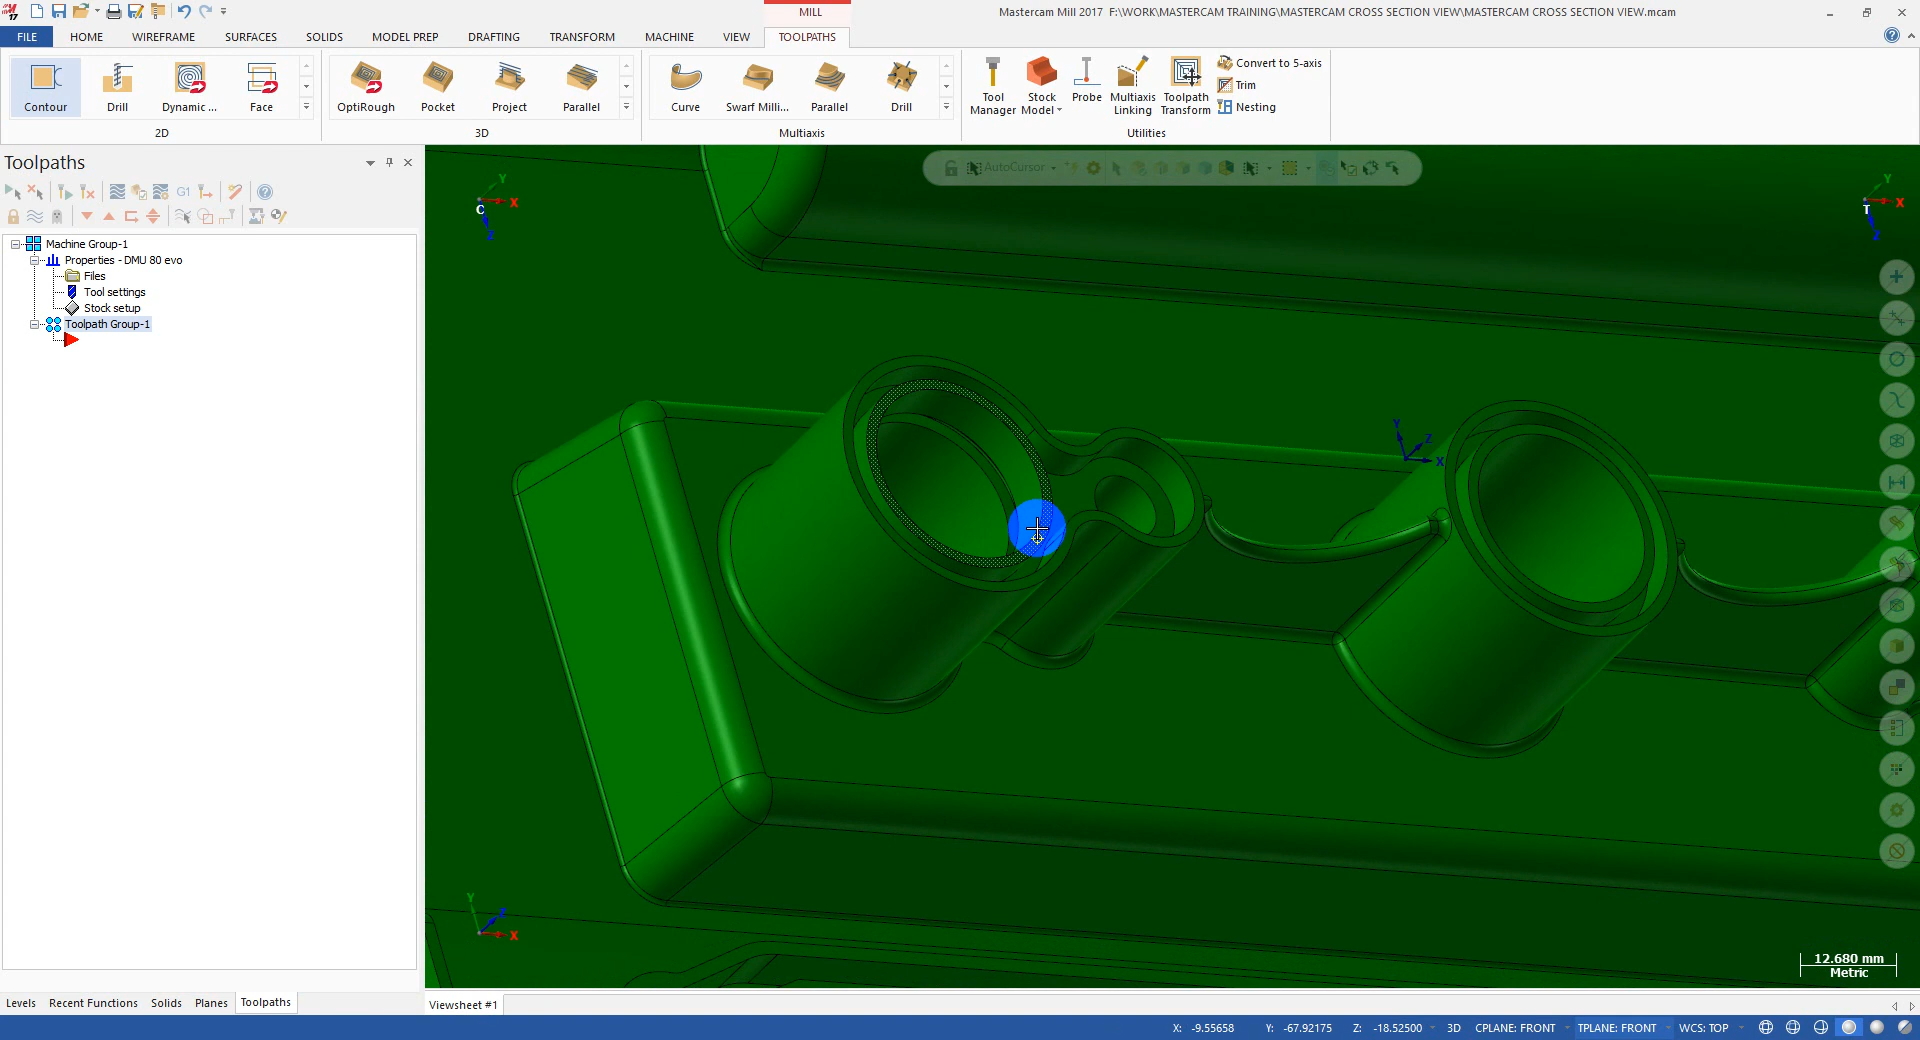 17
MILL
Mastercam Mill 2017 F:\WORK\MASTERCAM TRAINING\MASTERCAM CROSS SECTION VIEW\MASTERCAM CROSS SECTION VIEW.mcam
FILE HOME WIREFRAME SURFACES SOLIDS MODEL PREP DRAFTING TRANSFORM MACHINE VIEW TOOLPATHS
Contour Drill Dynamic ... Face
2D
OptiRough Pocket Project Parallel
3D
Curve Swarf Milli... Parallel Drill
Multiaxis
Tool Manager
Stock Model
Probe
Multiaxis Linking
Toolpath Transform
Convert to 5-axis
Trim
Nesting
Utilities
Toolpaths
G1
Machine Group-1
Properties - DMU 80 evo
Files
Tool settings
Stock setup
Toolpath Group-1
AutoCursor
Y
X
C
Z
Y
X
T
Z
Y
Z
X
Y
Z
X
12.680 mm
Metric
Levels Recent Functions Solids Planes Toolpaths
Viewsheet #1
X: -9.55658 Y: -67.92175 Z: -18.52500 3D CPLANE: FRONT TPLANE: FRONT WCS: TOP